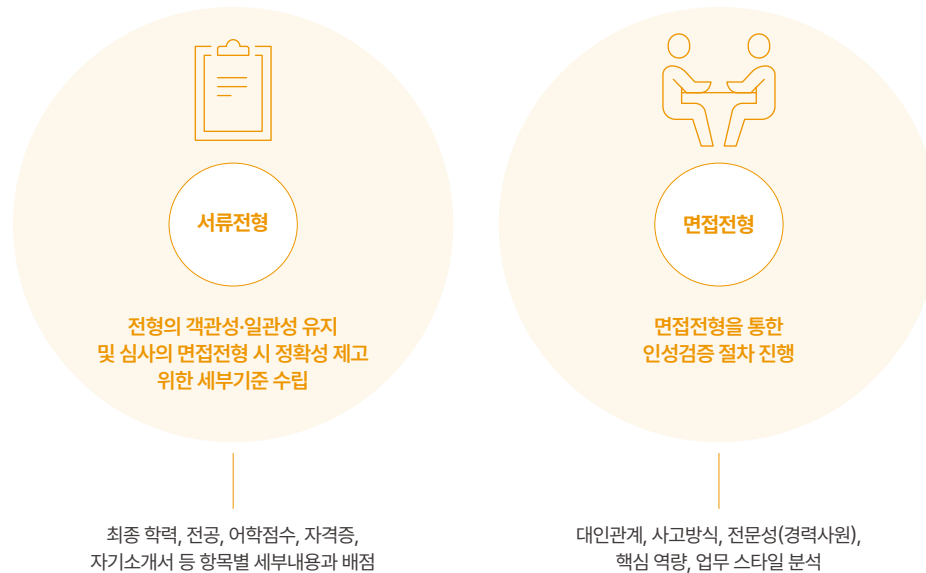 서류전형
전형의 객관성·일관성 유지
및 심사의 면접전형 시 정확성 제고
위한 세부기준 수립
최종 학력, 전공, 어학점수, 자격증,
자기소개서 등 항목별 세부내용과 배점
면접전형
면접전형을 통한
인성검증 절차 진행
대인관계, 사고방식, 전문성(경력사원),
핵심 역량, 업무 스타일 분석